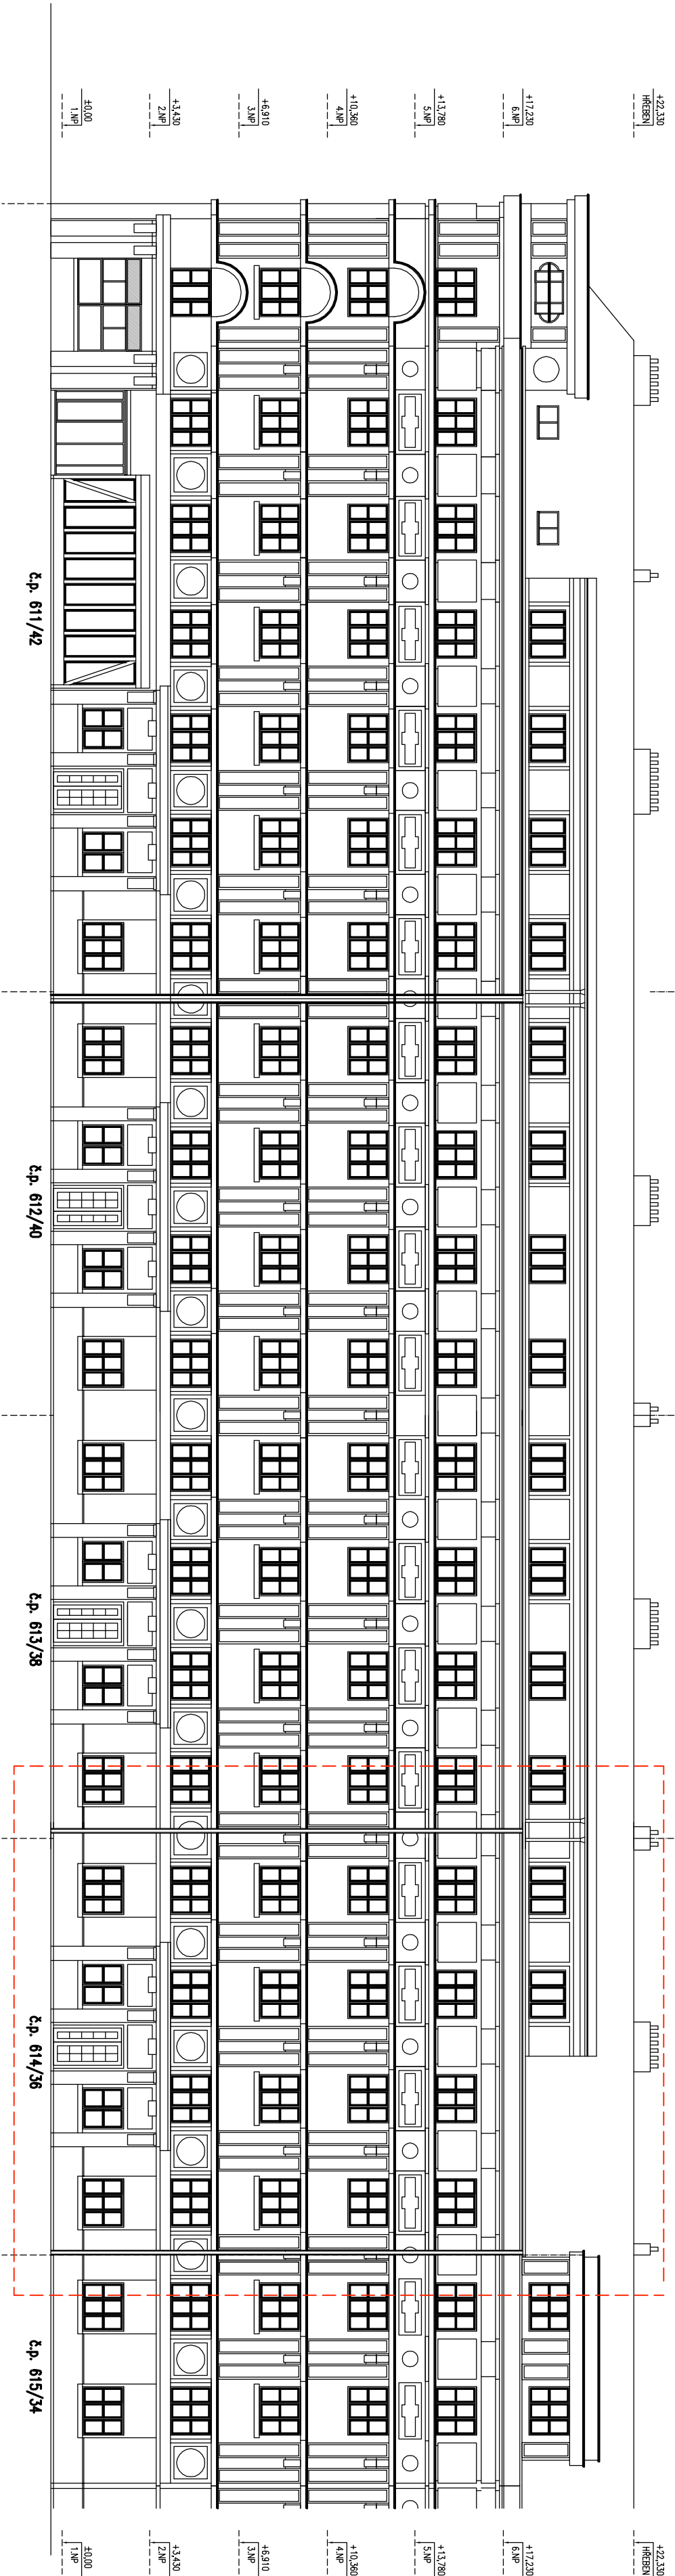 +22,330
HŘEBEN
+17,230
6.NP
+13,780
5.NP
+10,360
4.NP
+6,910
3.NP
+3,430
2.NP
±0,00
1.NP
č.p. 611/42
č.p. 612/40
č.p. 613/38
č.p. 614/36
č.p. 615/34
+22,330
HŘEBEN
+17,230
6.NP
+13,780
5.NP
+10,360
4.NP
+6,910
3.NP
+3,430
2.NP
±0,00
1.NP